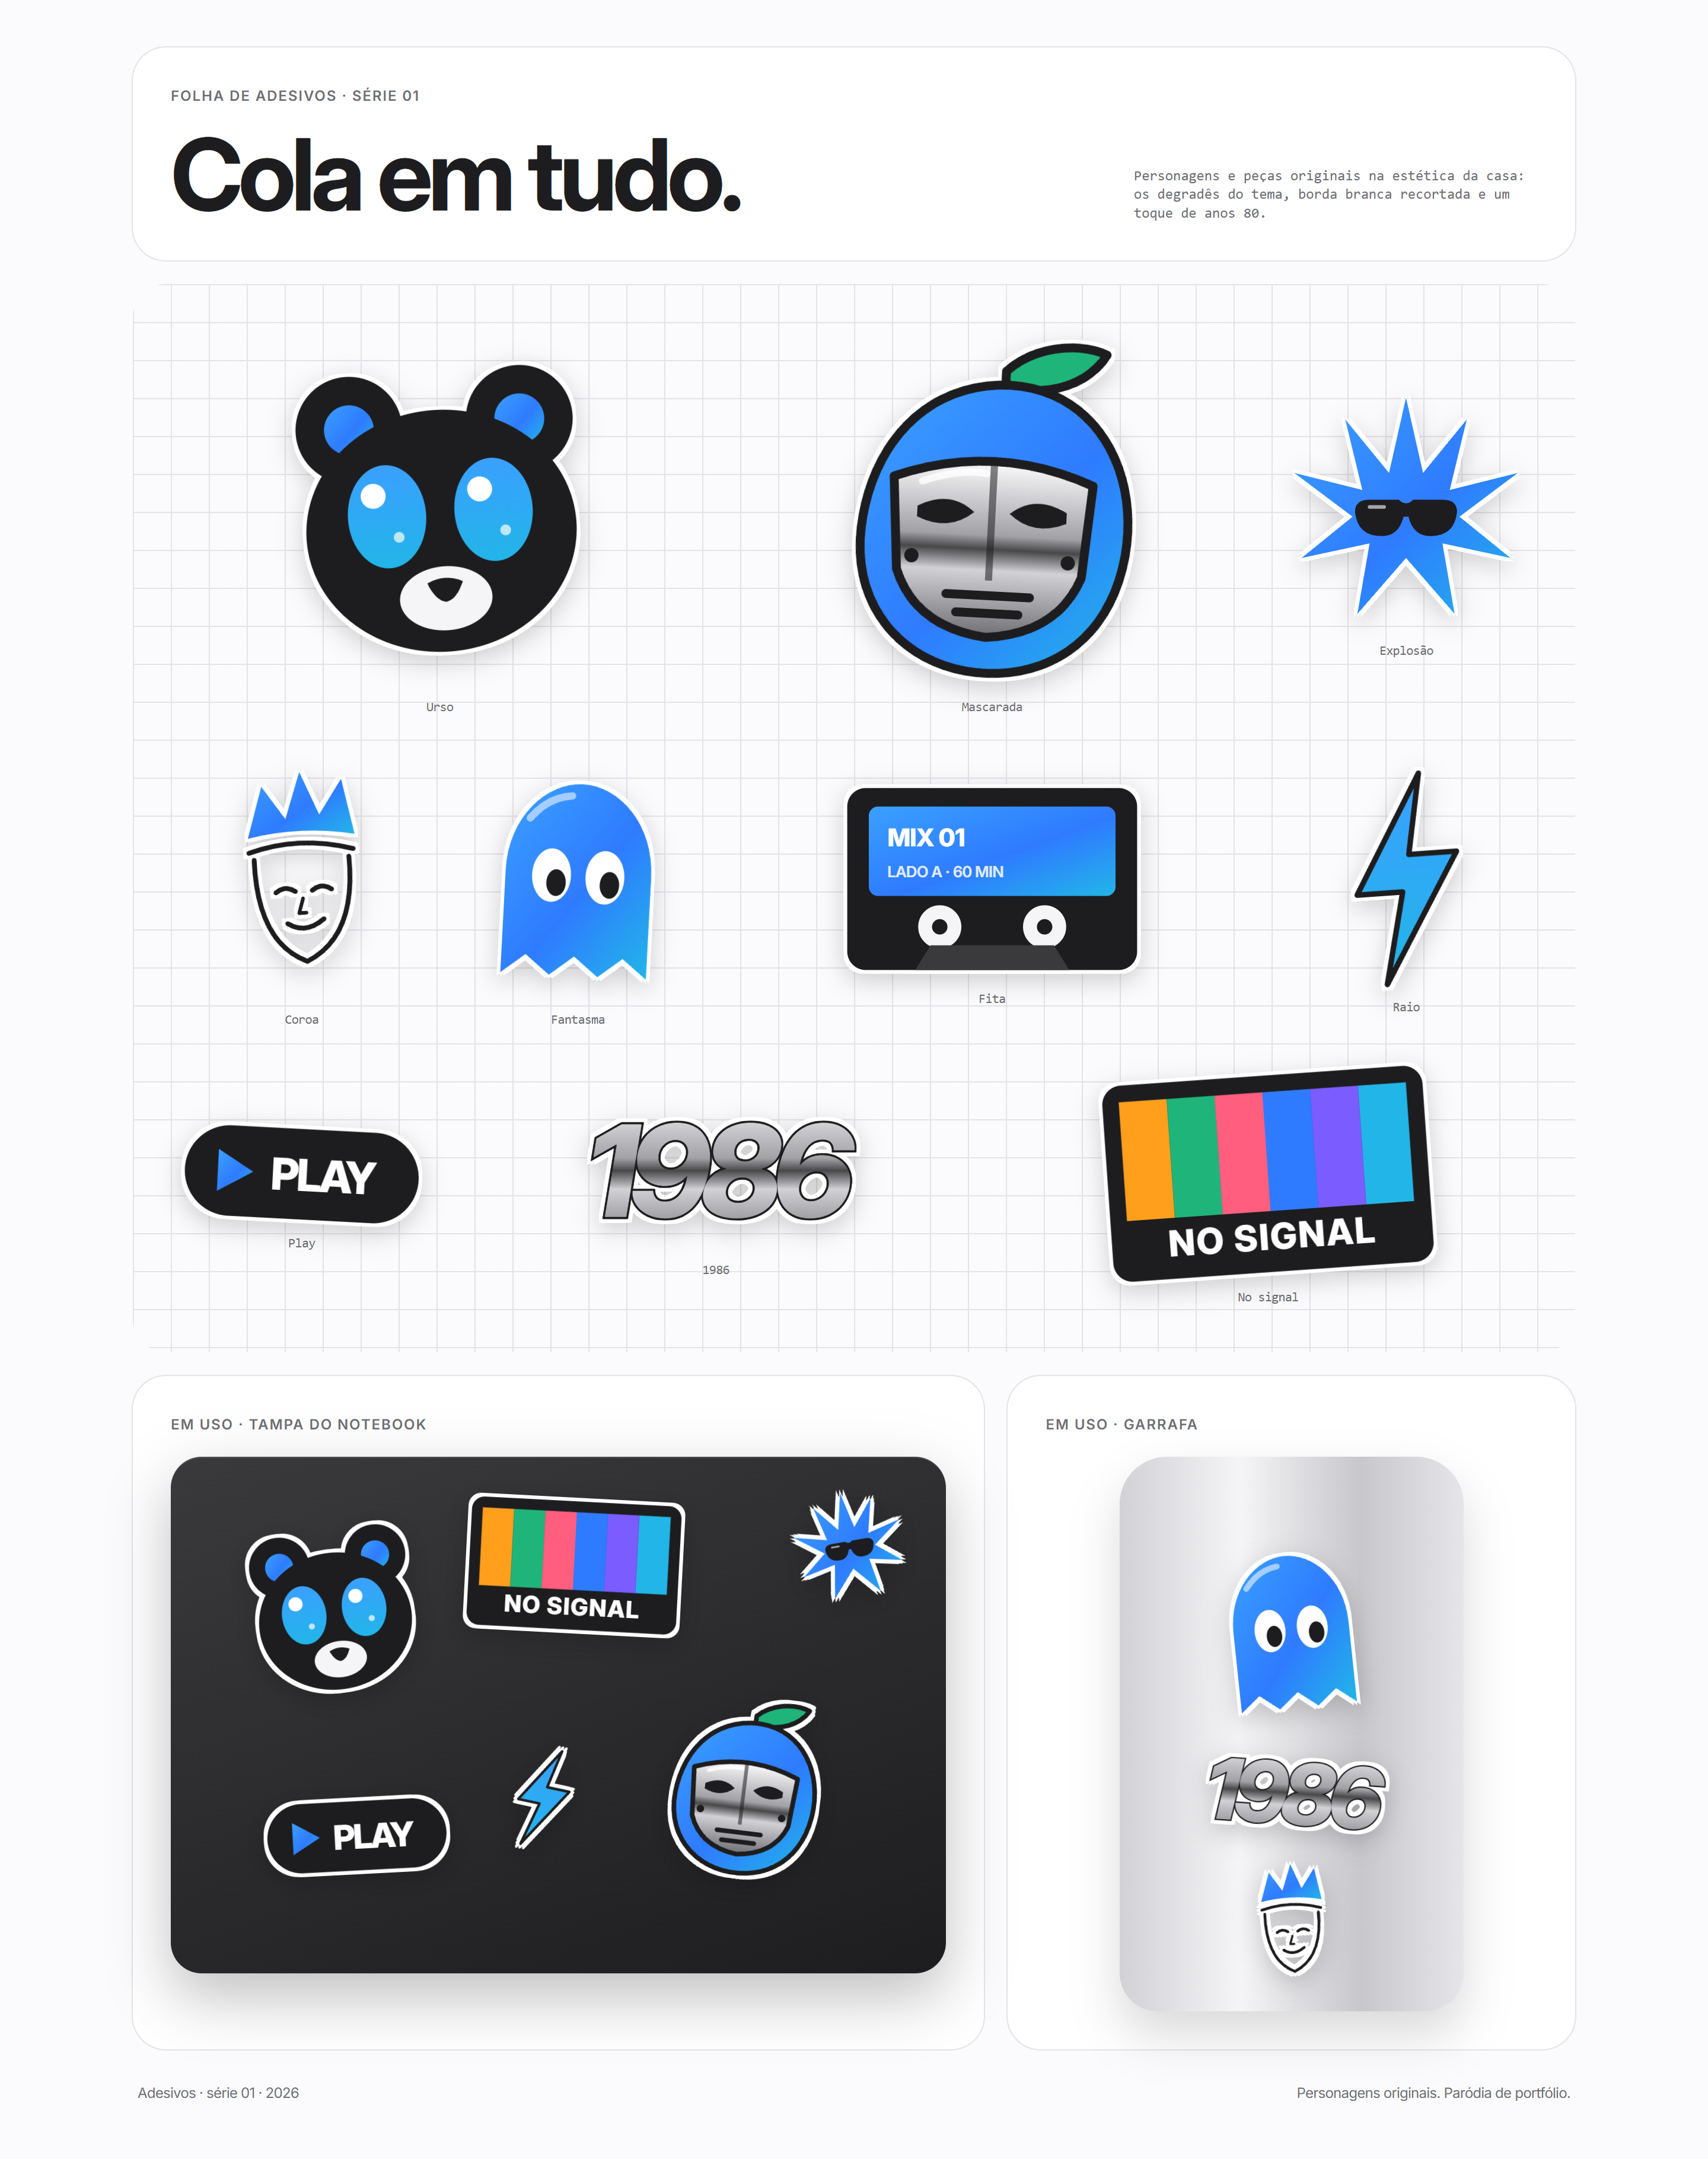 FOLHA DE ADESIVOS · SÉRIE 01
Cola em tudo.
Personagens e peças originais na estética da casa:
os degradês do tema, borda branca recortada e um
toque de anos 80.
Explosão
Urso
Mascarada
MIX 01
LADO A · 60 MIN
Fita
Raio
Coroa
Fantasma
PLAY
Play
1986
1986
NO SIGNAL
No signal
EM USO · TAMPA DO NOTEBOOK
NO SIGNAL
PLAY
EM USO · GARRAFA
1986
Adesivos · série 01 · 2026
Personagens originais. Paródia de portfólio.